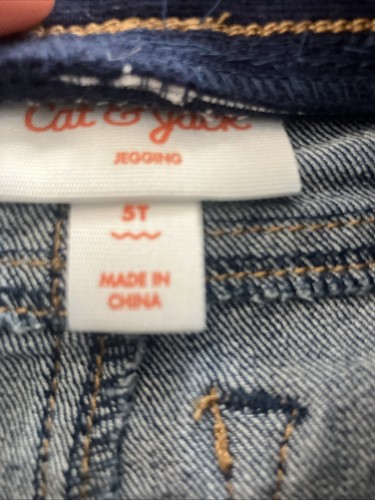 Cat & Jack
JEGGING
5T
MADE IN
CHINA